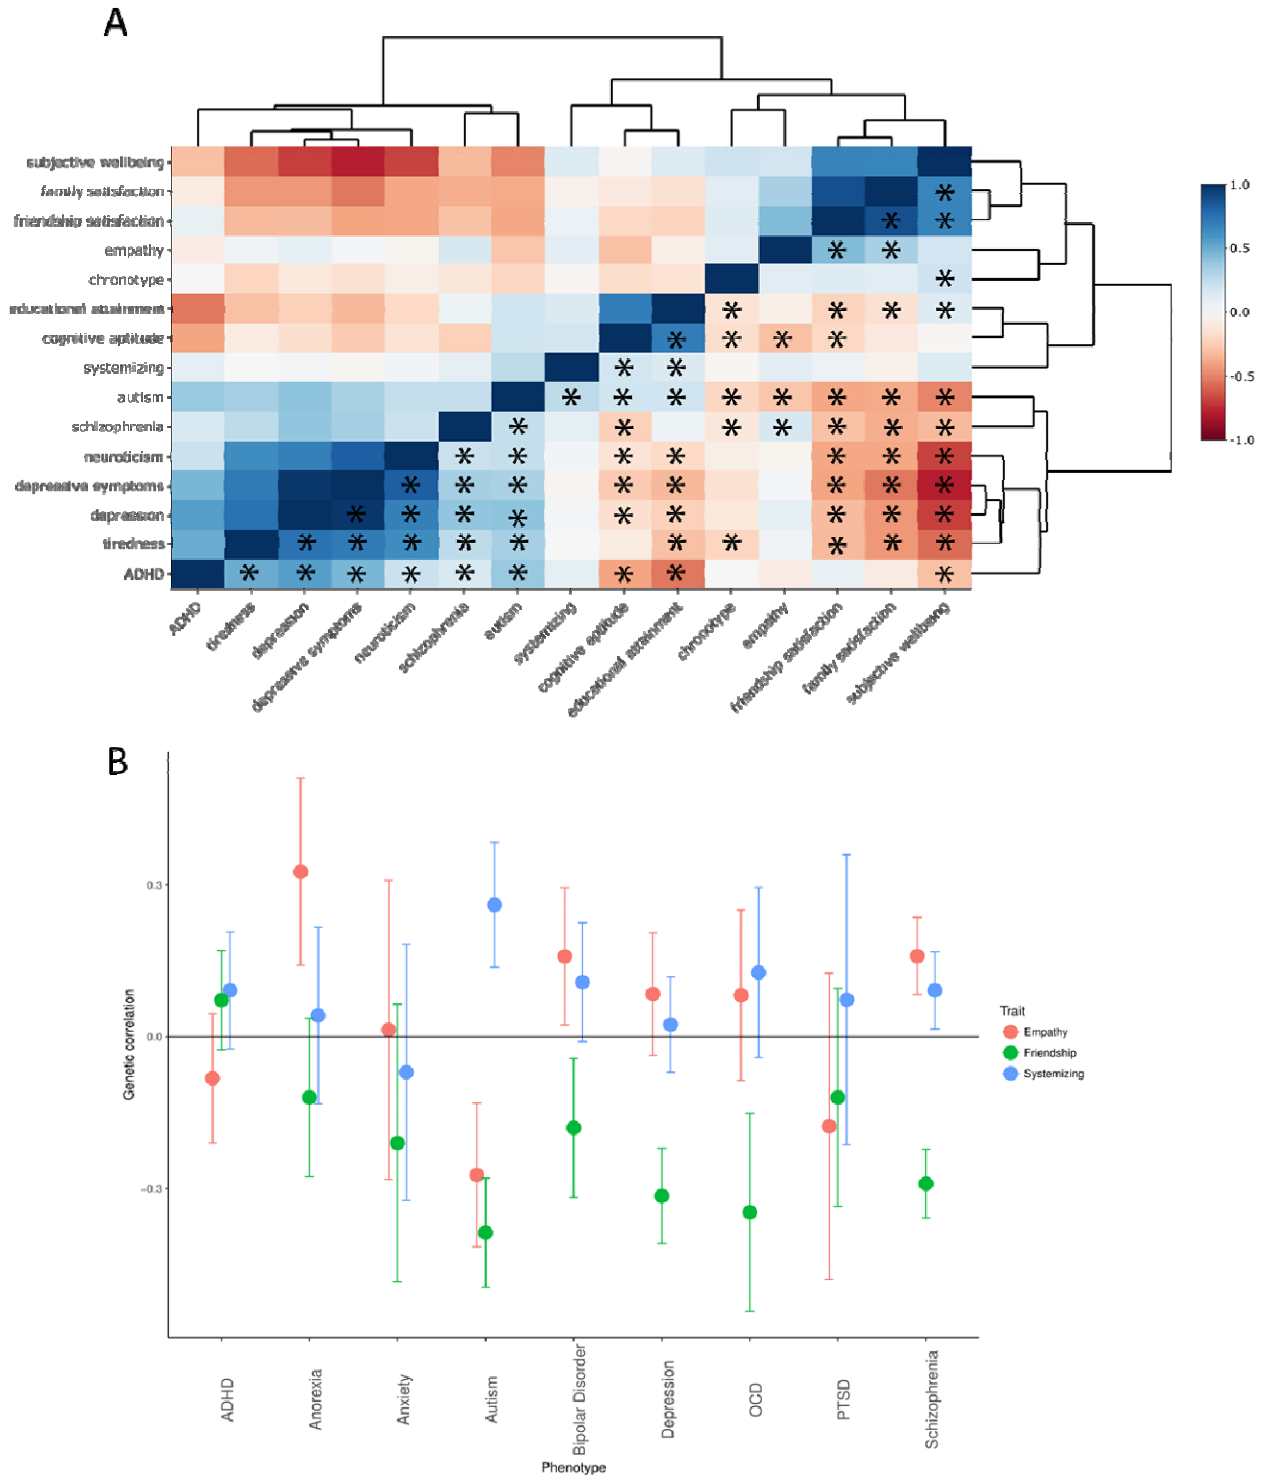 A
subjective wellbeing
family satisfaction
friendship satisfaction
empathy
chronotype
educational attainment
cognitive aptitude
systemizing
autism
schizophrenia
neuroticism
depressive symptoms
depression
tiredness
ADHD
1.0
0.5
0.0
-0.5
-1.0
ADHD
tiredness
depression
depressive symptoms
neuroticism
schizophrenia
autism
systemizing
cognitive aptitude
educational attainment
chronotype
empathy
friendship satisfaction
family satisfaction
subjective wellbeing
B
Genetic correlation
0.3
0.0
−0.3
Trait
Empathy
Friendship
Systemizing
ADHD
Anorexia
Anxiety
Autism
Bipolar Disorder
Depression
OCD
PTSD
Schizophrenia
Phenotype